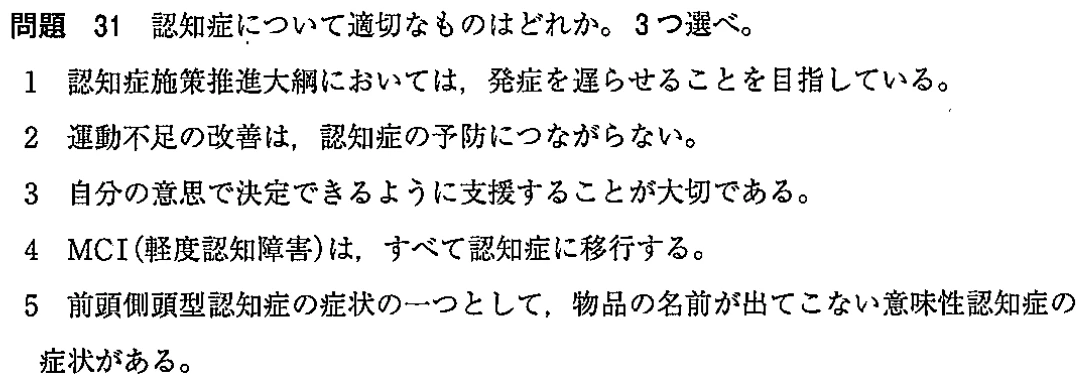 問題 31 認知症について適切なものはどれか。3つ選べ。
1 認知症施策推進大綱においては，発症を遅らせることを目指している。
2 運動不足の改善は，認知症の予防につながらない。
3 自分の意思で決定できるように支援することが大切である。
4 MCI(軽度認知障害)は，すべて認知症に移行する。
5 前頭側頭型認知症の症状の一つとして，物品の名前が出てこない意味性認知症の
症状がある。